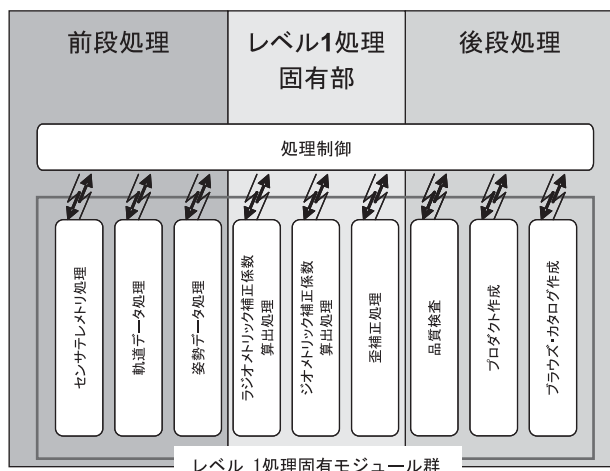 前段処理
レベル1処理
固有部
後段処理
処理制御
センサテレメトリ処理
軌道データ処理
姿勢データ処理
ラジオメトリック補正係数
算出処理
ジオメトリック補正係数
算出処理
歪補正処理
品質検査
プロダクト作成
ブラウズ・カタログ作成
レベル 1処理固有モジュール群